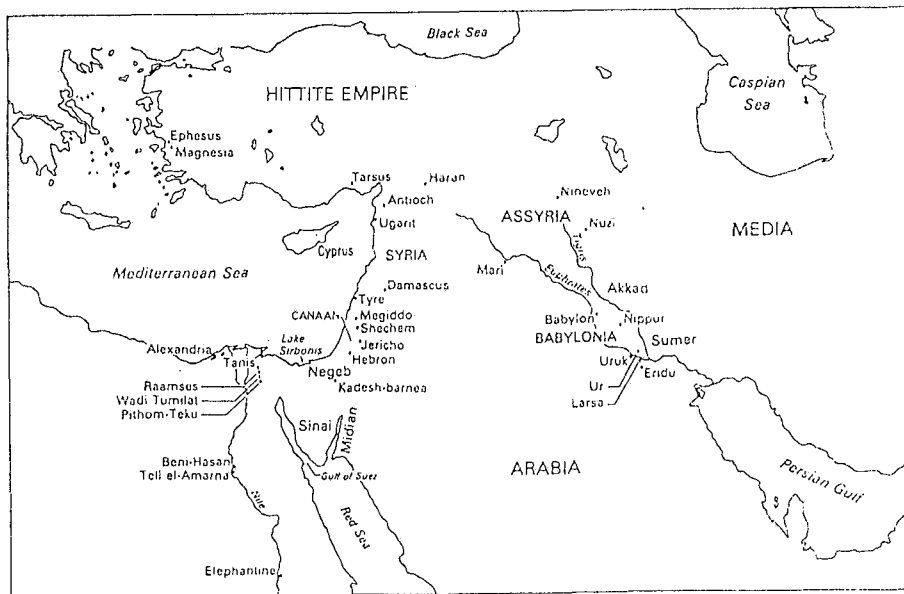 Black Sea
Caspian
Sea
HITTITE EMPIRE
Ephesus
Magnesia
Tarsus
Haran
Nineveh
Antioch
ASSYRIA
Ugarit
Nuzi
MEDIA
Tigris
Cyprus
SYRIA
Mediterranean Sea
Mari
Euphrates
Akkad
Damascus
Tyre
CANAAN
Megiddo
Babylon
Nippur
Shechem
BABYLONIA
Sumer
Lake
Sirbonis
Jericho
Alexandria
Tanis
Hebron
Uruk
Negeb
Eridu
Raamses
Kadesh-barnea
Ur
Wadi Tumilat
Larsa
Pithom-Teku
Sinai
Midian
Beni-Hasan
Tell el-Amarna
Gulf of Suez
ARABIA
Persian Gulf
Nile
Red Sea
Elephantine